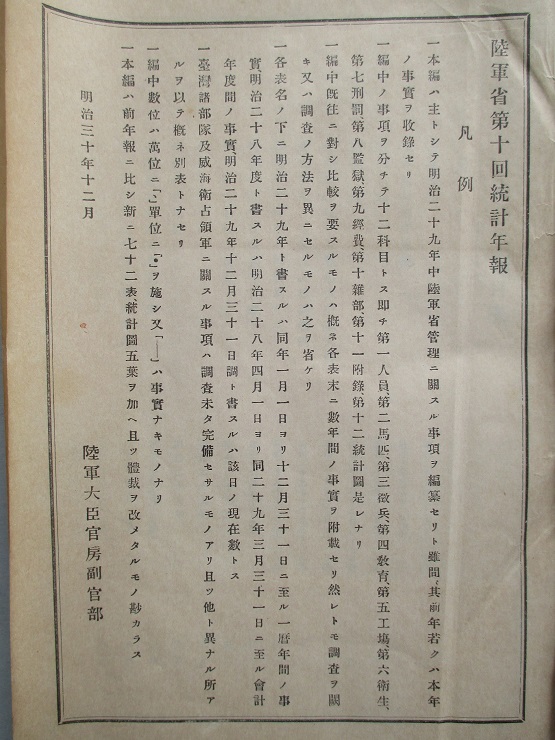 陸軍省第十回統計年報
凡例
一本編ハ主トシテ明治二十九年中陸軍省管理ニ關スル事項ヲ編纂セリト雖間〻其前年若クハ本年
ノ事實ヲ收錄セリ
一編中ノ事項ヲ分チテ十二科目トス即チ第一人員、第二馬匹、第三徵兵、第四敎育、第五工塲、第六衞生、
第七刑罰、第八監獄、第九經費、第十雜部、第十一附錄、第十二統計圖是レナリ
一編中既往ニ對シ比較ヲ要スルモノハ概ネ各表末ニ數年間ノ事實ヲ附載セリ然レトモ調査ヲ闕
キ又ハ調査ノ方法ヲ異ニセルモノハ之ヲ省ケリ
一各表名ノ下ニ明治二十九年ト書スルハ同年一月一日ヨリ十二月三十一日ニ至ル一曆年間ノ事
實明治二十八年度ト書スルハ明治二十八年四月一日ヨリ同二十九年三月三十一日ニ至ル會計
年度間ノ事實、明治二十九年十二月三十一日調ト書スルハ該日ノ現在數トス
一臺灣諸部隊及威海衞占領軍ニ關スル事項ハ調査未タ完備セサルモノアリ且ツ他ト異ナル所ア
ルヲ以テ概ネ別表トナセリ
一編中數位ハ萬位ニ「、」單位ニ「•」ヲ施シ又「—」ハ事實ナキモノナリ
一本編ハ前年報ニ比シ新ニ七十二表、統計圖五葉ヲ加ヘ且ツ體裁ヲ改メタルモノ尠カラス
明治三十年十二月
陸軍大臣官房副官部